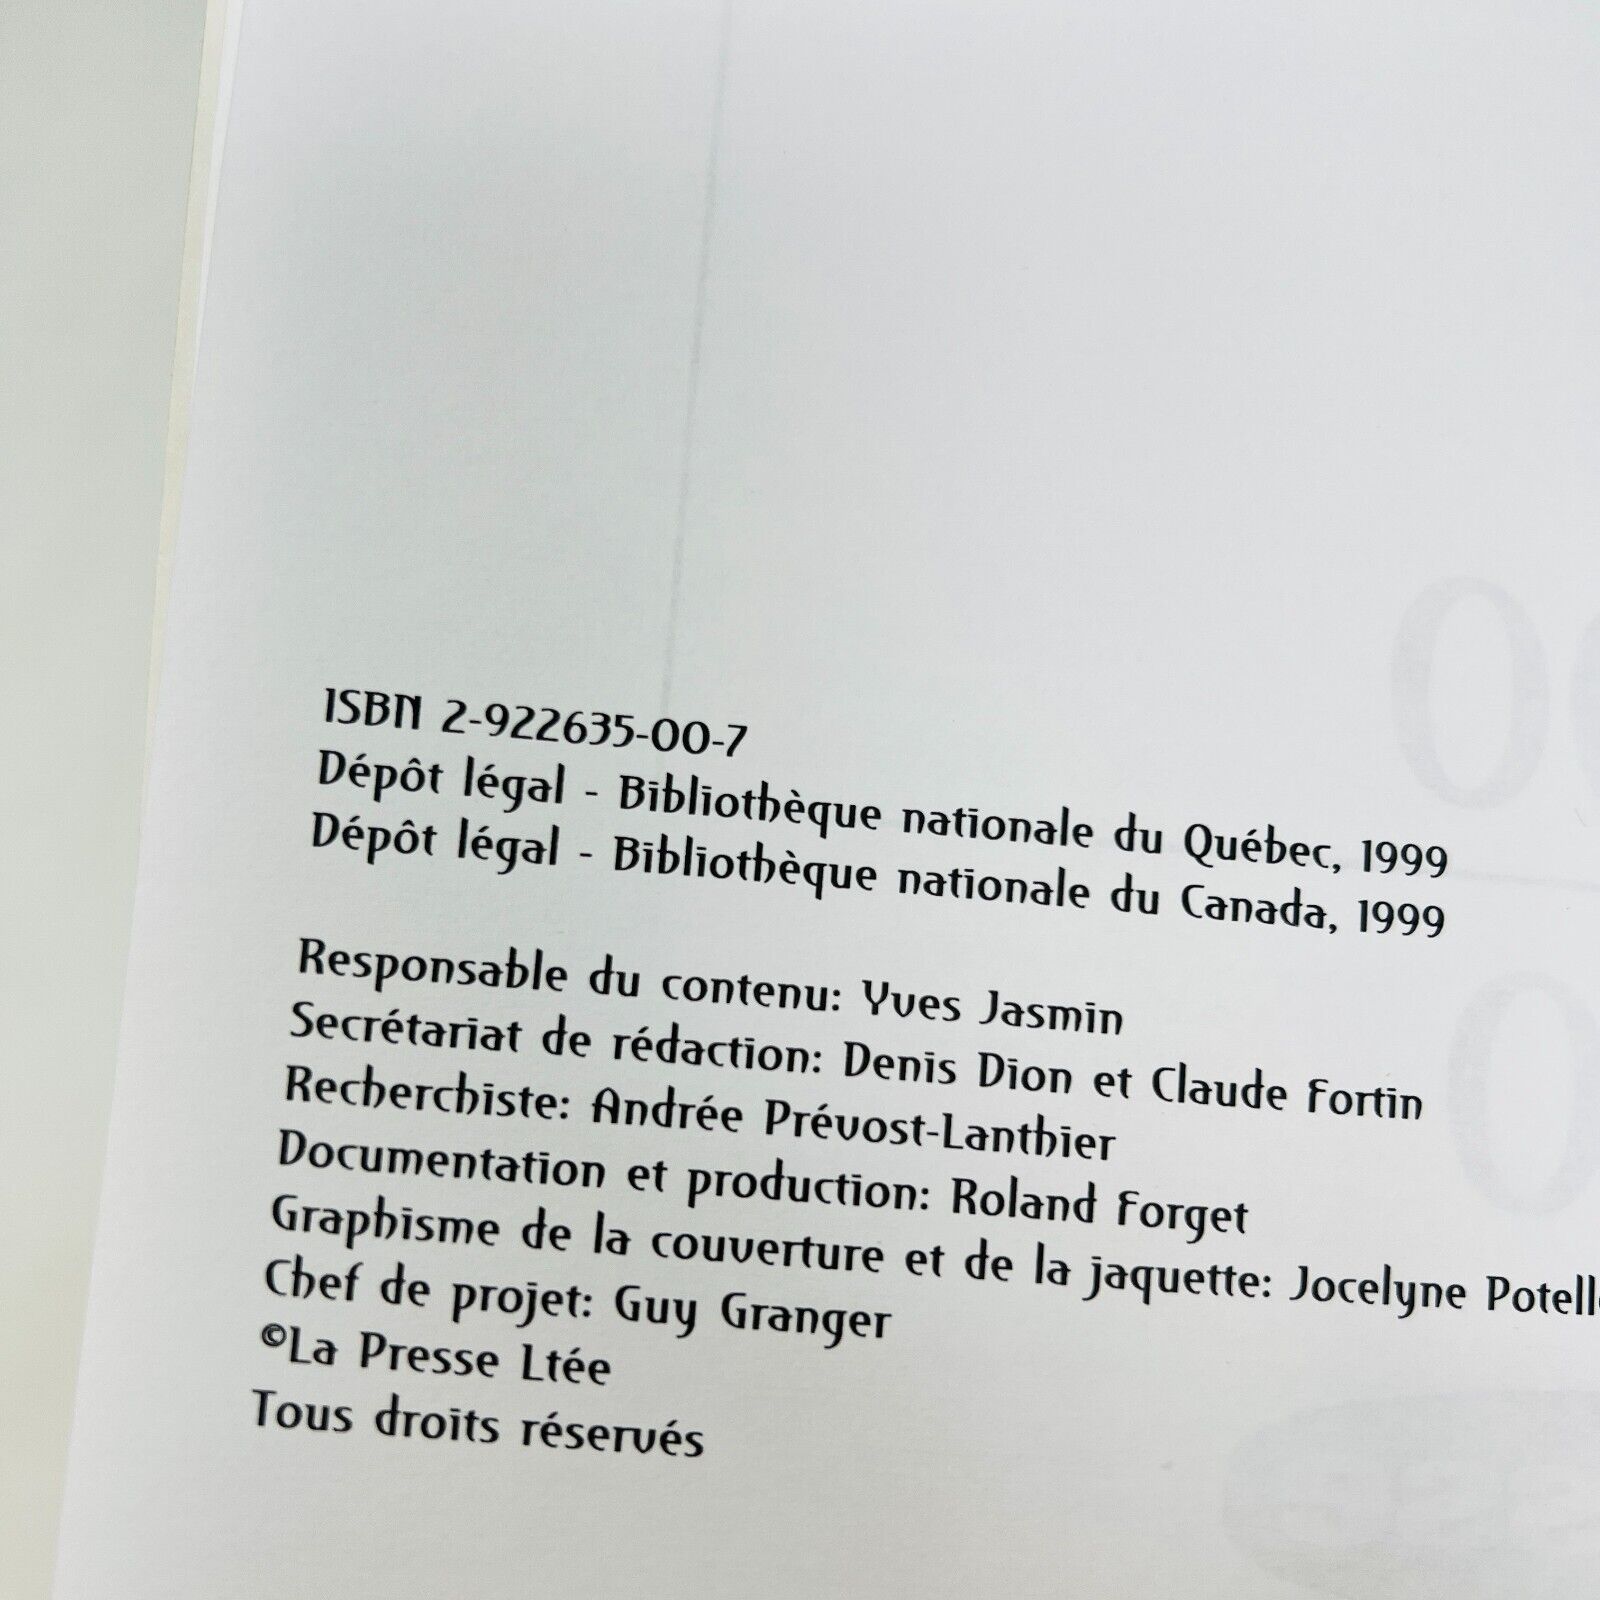 ISBN 2-922635-00-7
Dépôt légal - Bibliothèque nationale du Québec, 1999
Dépôt légal - Bibliothèque nationale du Canada, 1999
Responsable du contenu: Yves Jasmin
Secrétariat de rédaction: Denis Dion et Claude Fortin
Recherchiste: Andrée Prévost-Lanthier
Documentation et production: Roland Forget
Graphisme de la couverture et de la jaquette: Jocelyne
Chef de projet: Guy Granger
©La Presse Ltée
Tous droits réservés